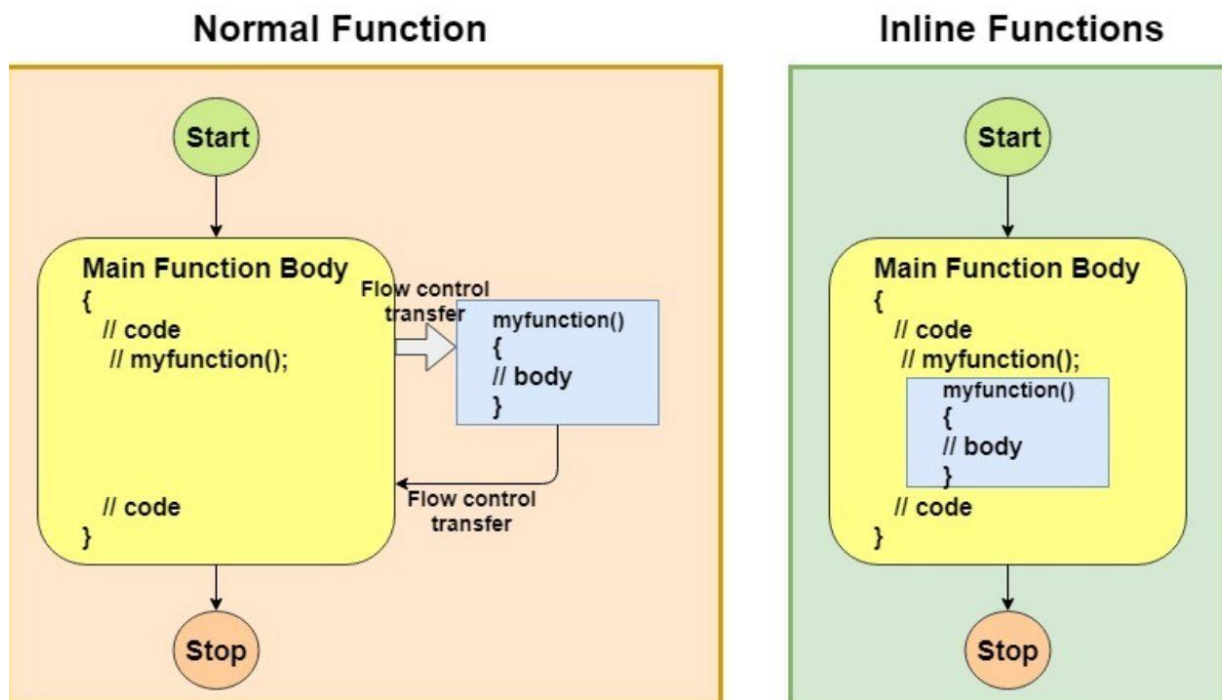 Normal Function
Start
Main Function Body
{
// code
// myfunction();
// code
}
Flow control
transfer
myfunction()
{
// body
}
Flow control
transfer
Stop
Inline Functions
Start
Main Function Body
{
// code
// myfunction();
myfunction()
{
// body
}
// code
}
Stop